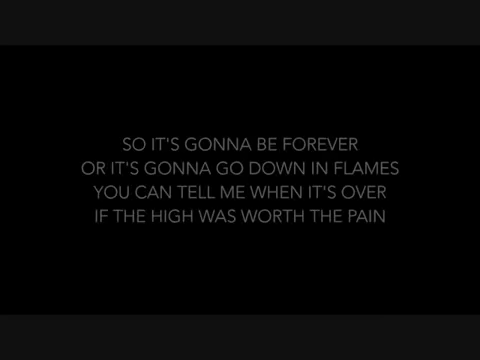 SO IT'S GONNA BE FOREVER
OR IT'S GONNA GO DOWN IN FLAMES
YOU CAN TELL ME WHEN IT'S OVER
IF THE HIGH WAS WORTH THE PAIN